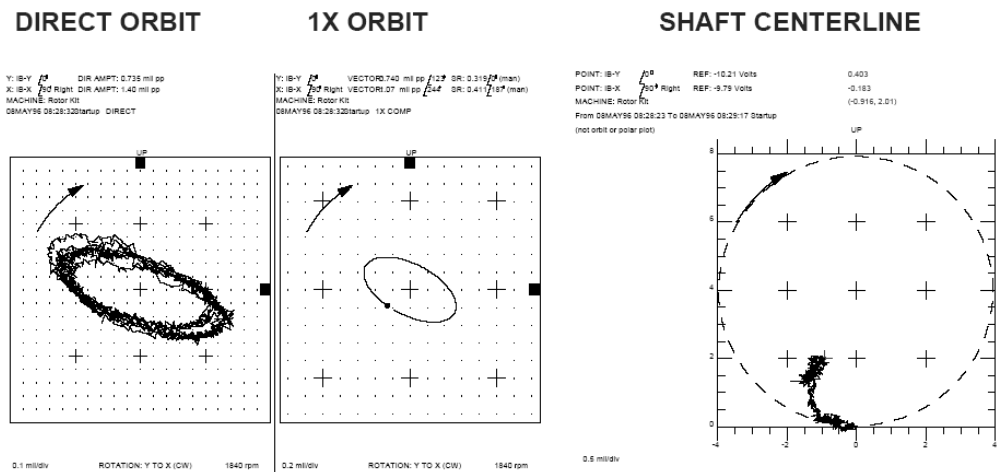 DIRECT ORBIT
1X ORBIT
SHAFT CENTERLINE
Y: IB-Y /0° DIR AMPT: 0.735 mil pp
X: IB-X /90° Right DIR AMPT: 1.40 mil pp
MACHINE: Rotor Kit
08MAY96 08:28:32 Startup DIRECT
UP
0.1 mil/div ROTATION: Y TO X (CW) 1840 rpm
Y: IB-Y /0° VECTOR: 0.740 mil pp /123° SR: 0.319/0° (man)
X: IB-X /90° Right VECTOR: 1.07 mil pp /244° SR: 0.411/187° (man)
MACHINE: Rotor Kit
08MAY96 08:28:32 Startup 1X COMP
UP
0.2 mil/div ROTATION: Y TO X (CW) 1840 rpm
POINT: IB-Y /0° REF: -10.21 Volts 0.403
POINT: IB-X /90° Right REF: -9.79 Volts -0.183
MACHINE: Rotor Kit (-0.916, 2.01)
From 08MAY96 08:28:23 To 08MAY96 08:29:17 Startup
(not orbit or polar plot)
UP
8
6
4
2
0
-4 -2 0 2 4
0.5 mil/div